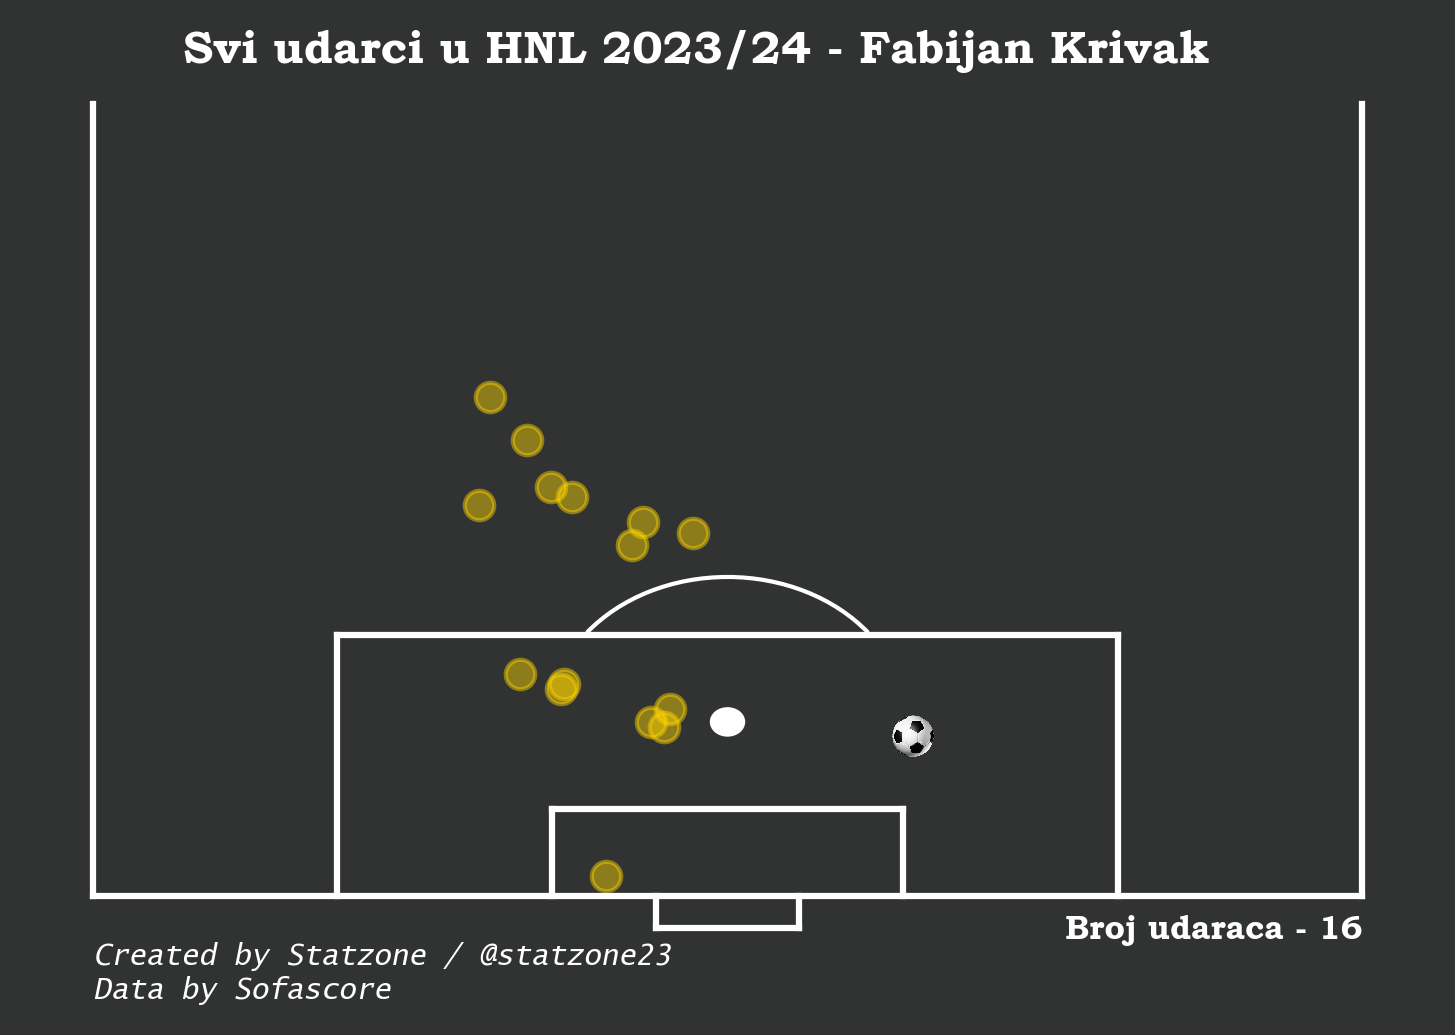 Svi udarci u HNL 2023/24 - Fabijan Krivak
Broj udaraca - 16
Created by Statzone / @statzone23
Data by Sofascore